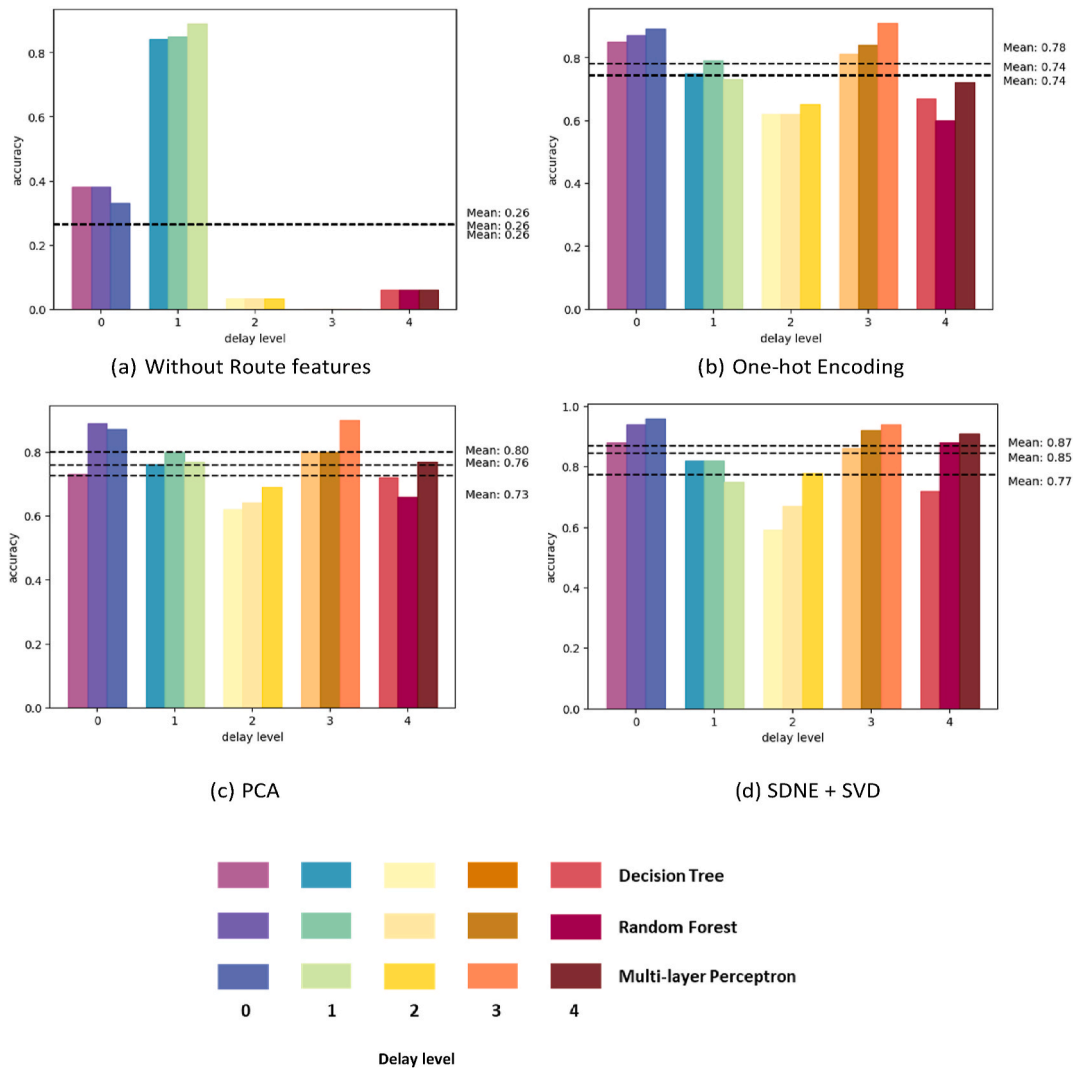 0.8
0.6
0.4
0.2
0.0
accuracy
0 1 2 3 4
delay level
Mean: 0.26
Mean: 0.26
Mean: 0.26
(a) Without Route features
0.8
0.6
0.4
0.2
0.0
accuracy
0 1 2 3 4
delay level
Mean: 0.78
Mean: 0.74
Mean: 0.74
(b) One-hot Encoding
0.8
0.6
0.4
0.2
0.0
accuracy
0 1 2 3 4
delay level
Mean: 0.80
Mean: 0.76
Mean: 0.73
(c) PCA
1.0
0.8
0.6
0.4
0.2
0.0
accuracy
0 1 2 3 4
delay level
Mean: 0.87
Mean: 0.85
Mean: 0.77
(d) SDNE + SVD
Decision Tree
Random Forest
Multi-layer Perceptron
0 1 2 3 4
Delay level